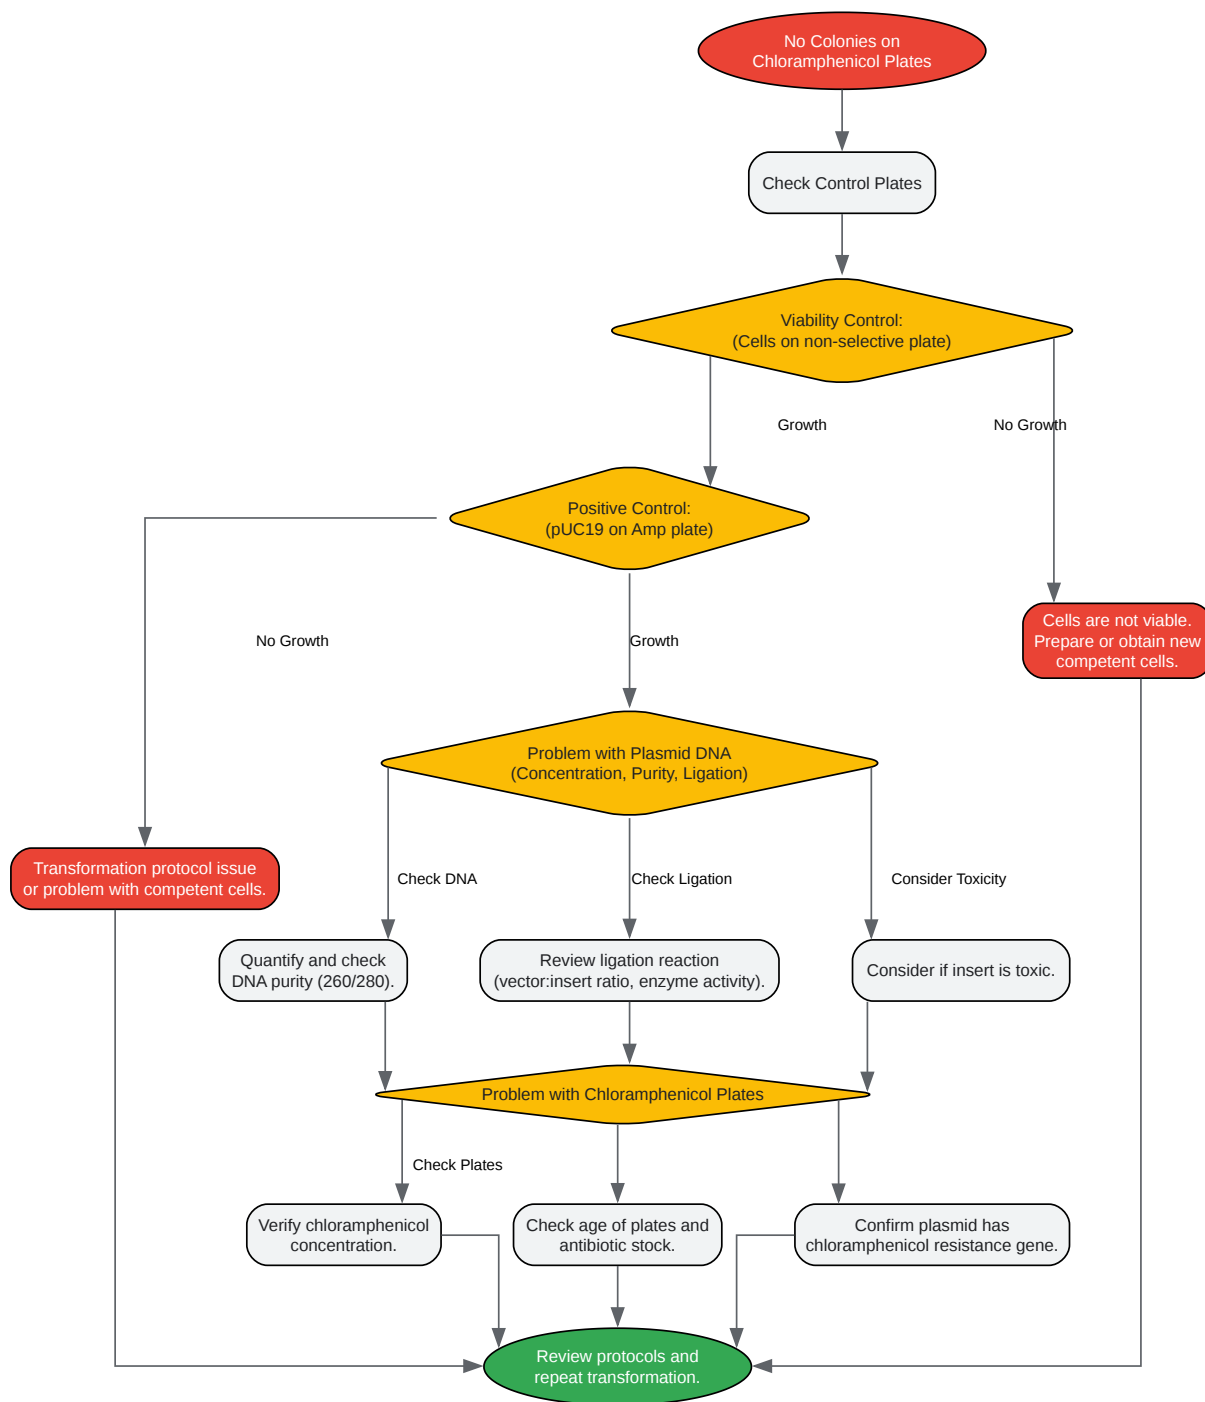 No Colonies on
Chloramphenicol Plates
Check Control Plates
Viability Control:
(Cells on non-selective plate)
Growth
No Growth
Positive Control:
(pUC19 on Amp plate)
Cells are not viable.
Prepare or obtain new
competent cells.
No Growth
Growth
Problem with Plasmid DNA
(Concentration, Purity, Ligation)
Transformation protocol issue
or problem with competent cells.
Check DNA
Check Ligation
Consider Toxicity
Quantify and check
DNA purity (260/280).
Review ligation reaction
(vector:insert ratio, enzyme activity).
Consider if insert is toxic.
Problem with Chloramphenicol Plates
Check Plates
Verify chloramphenicol
concentration.
Check age of plates and
antibiotic stock.
Confirm plasmid has
chloramphenicol resistance gene.
Review protocols and
repeat transformation.